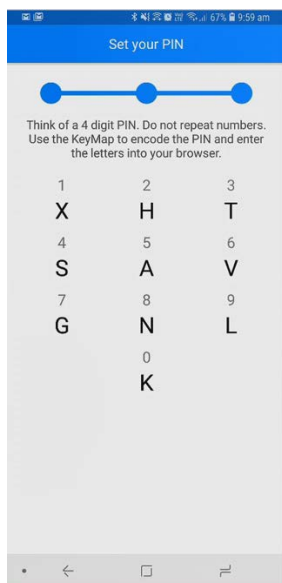 67% 9:59 am
Set your PIN
Think of a 4 digit PIN. Do not repeat numbers.
Use the KeyMap to encode the PIN and enter
the letters into your browser.
1 2 3
X H T
4 5 6
S A V
7 8 9
G N L
0
K